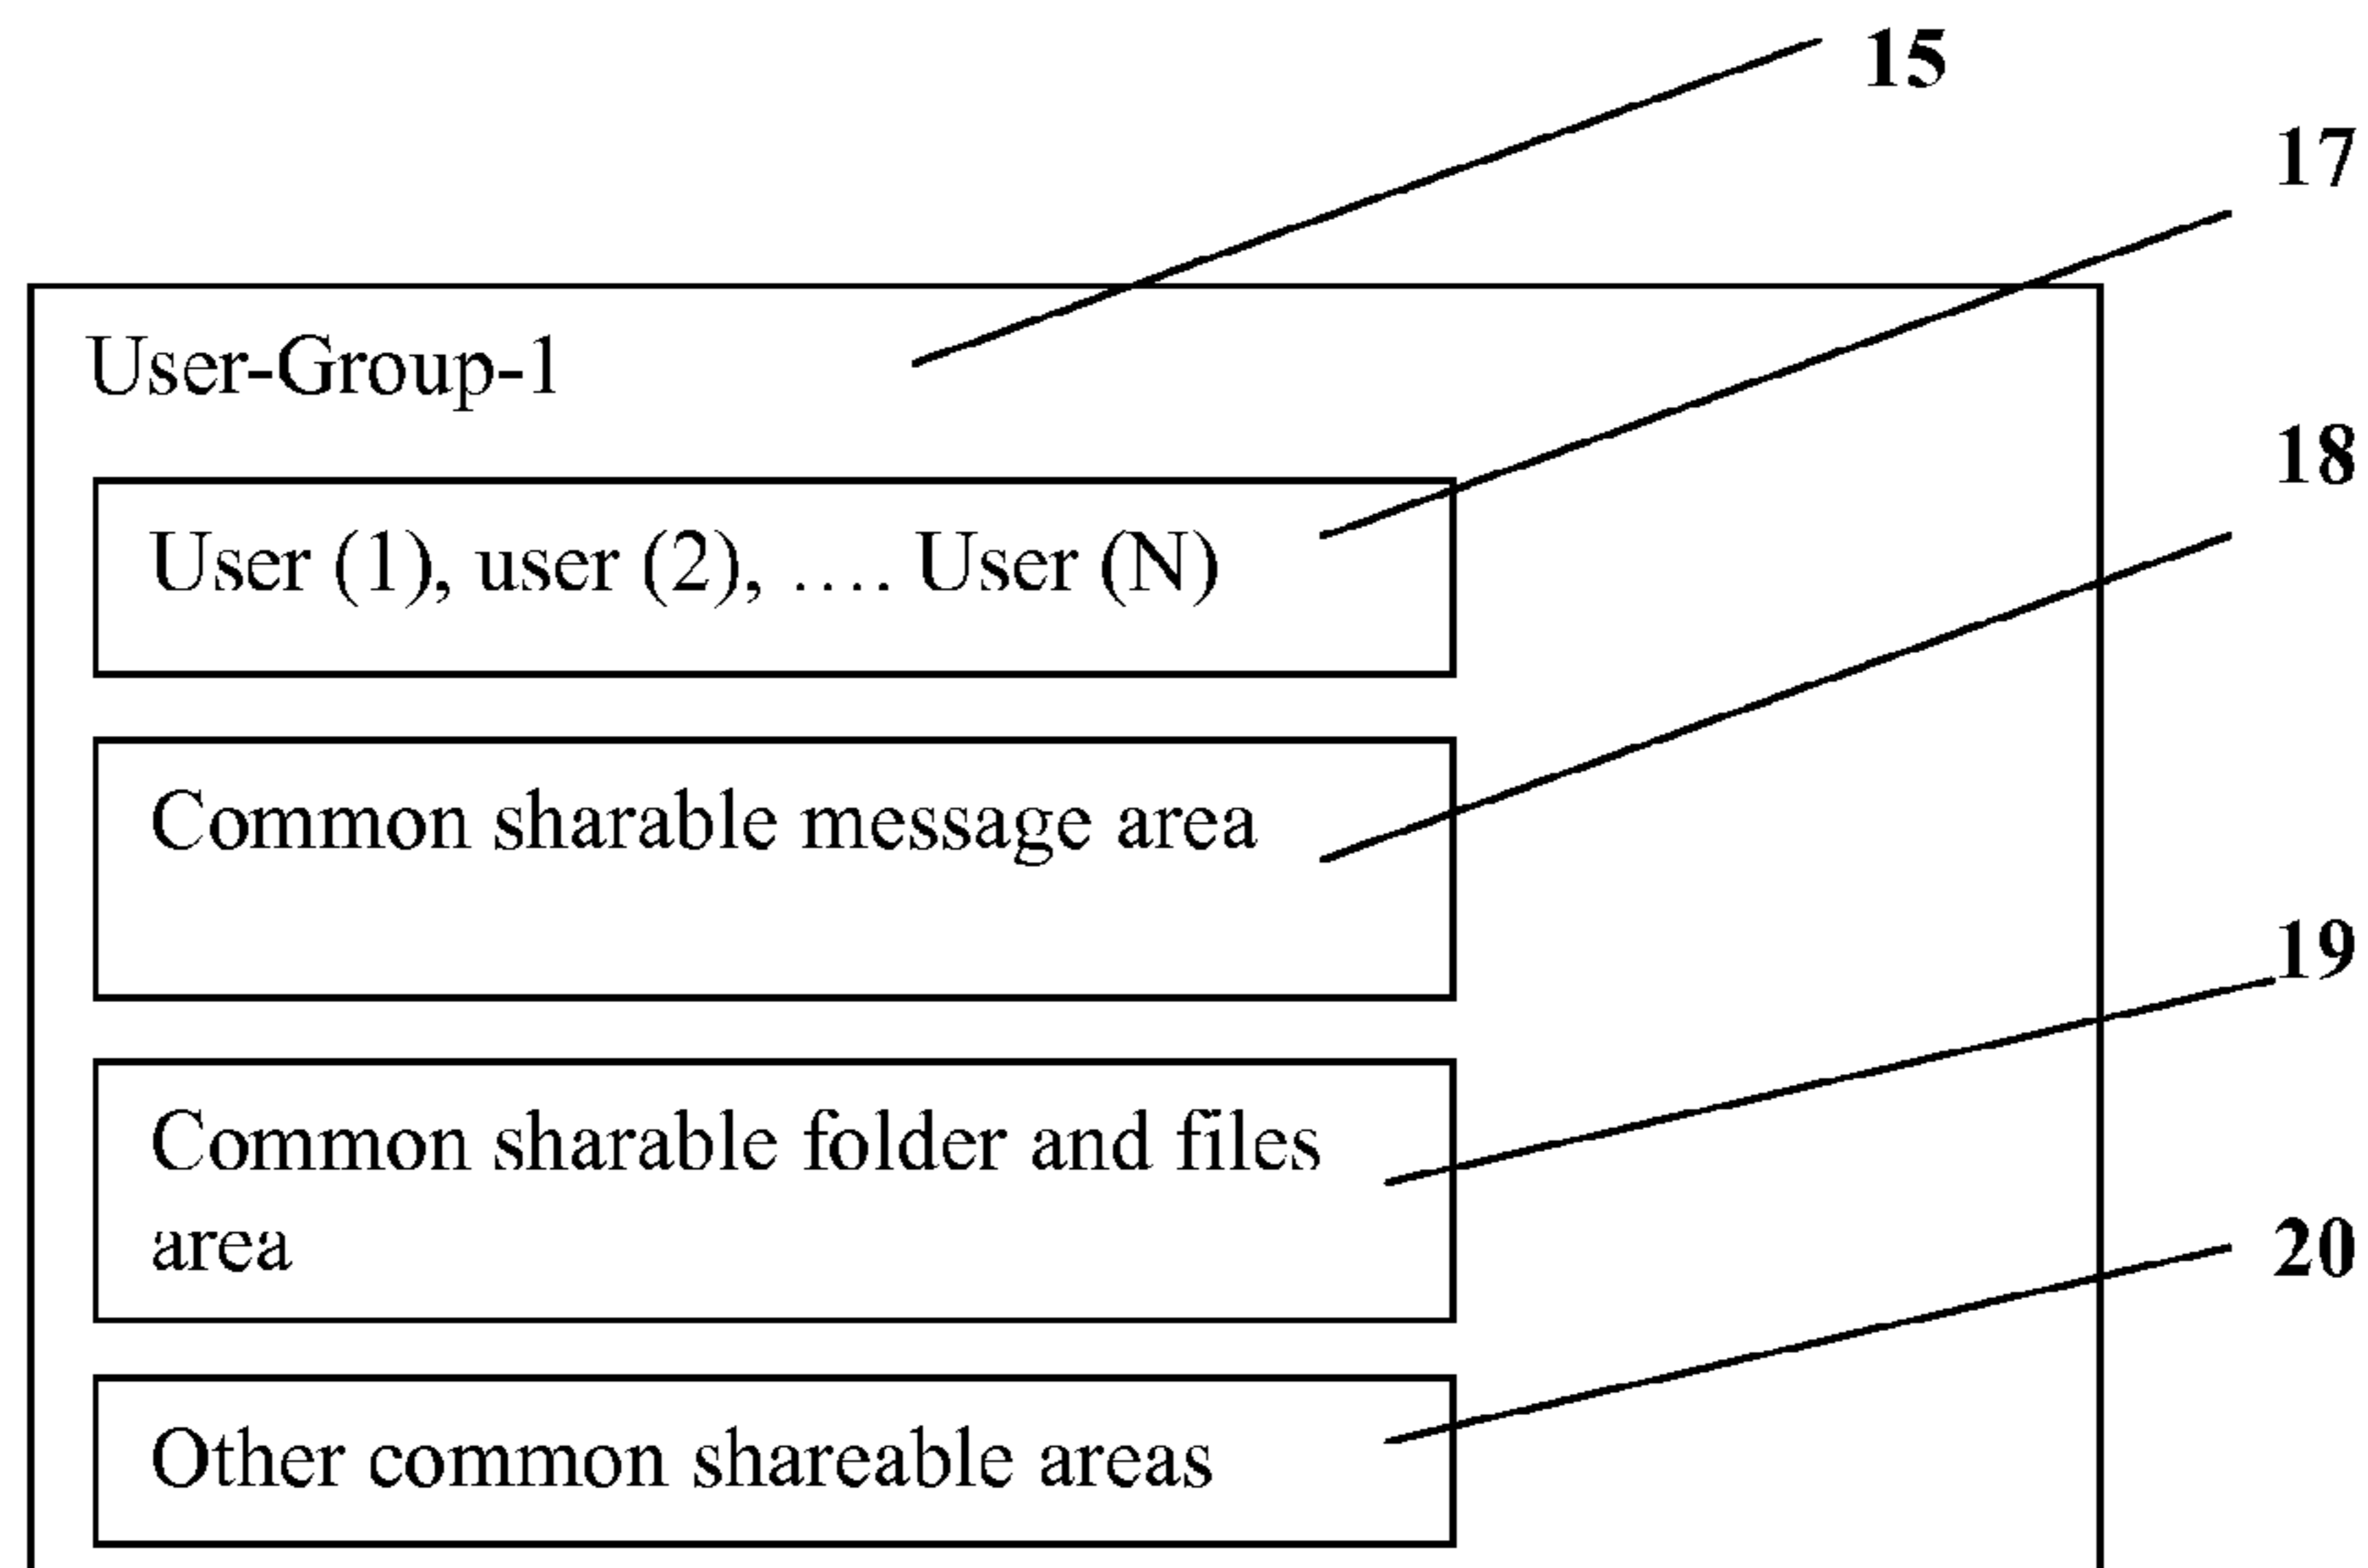 15
17
User-Group-1
18
User (1), user (2), .... User (N)
Common sharable message area
19
Common sharable folder and files
area
20
Other common shareable areas